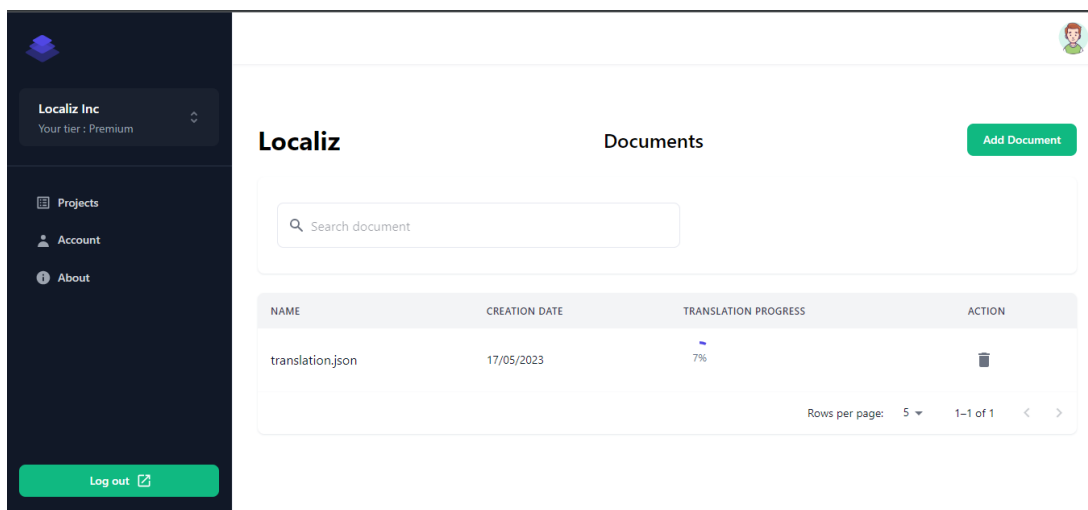 Localiz Inc
Your tier : Premium
Projects
Account
About
Log out
Localiz
Documents
Add Document
Search document
NAME CREATION DATE TRANSLATION PROGRESS ACTION
translation.json 17/05/2023 7%
Rows per page: 5 1–1 of 1